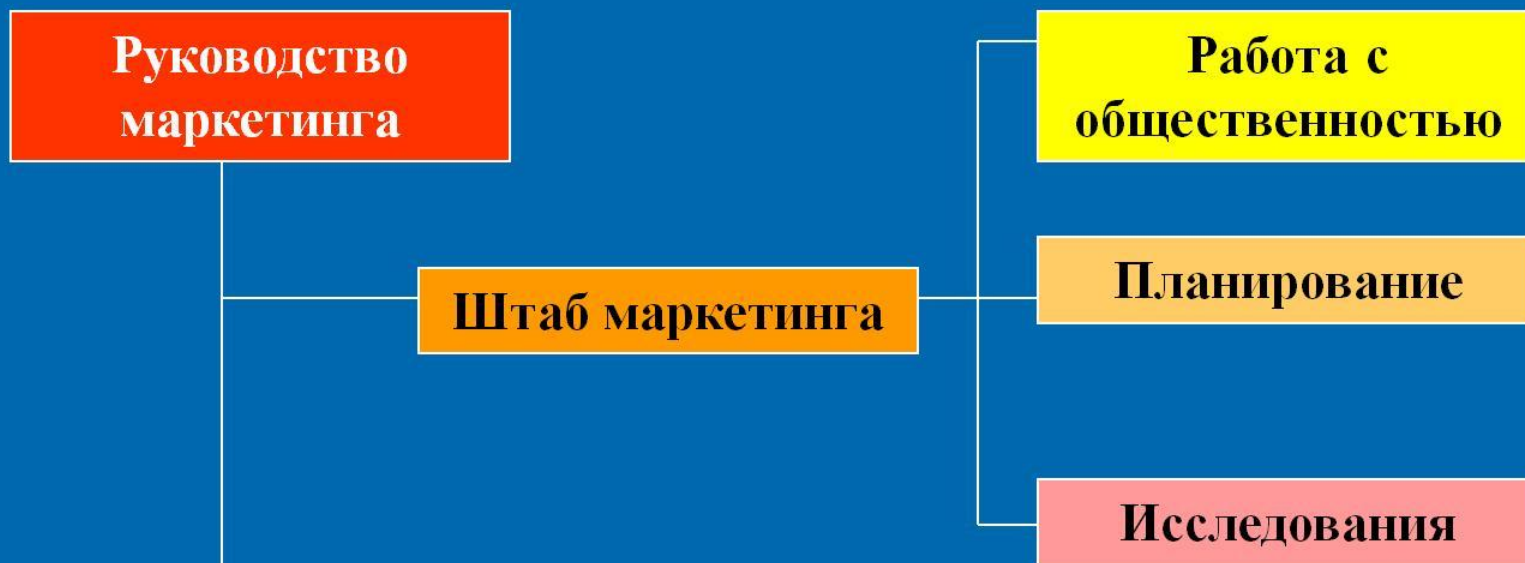 Руководство
маркетинга
Работа с
общественностью
Штаб маркетинга
Планирование
Исследования